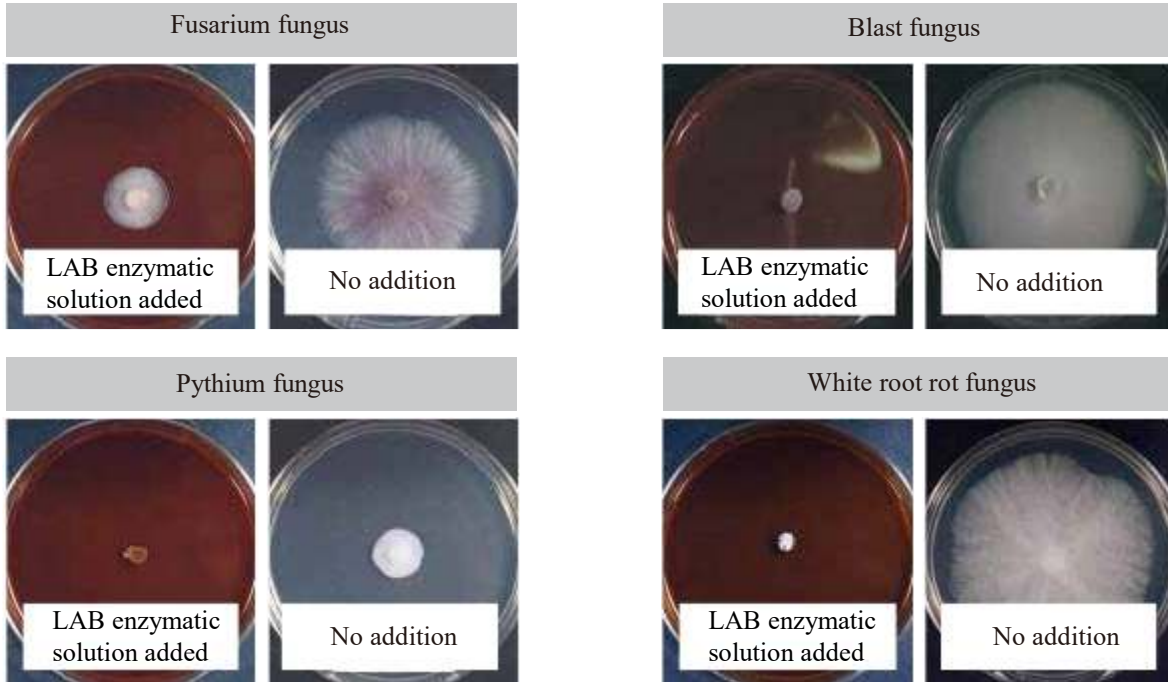 Fusarium fungus
Blast fungus
LAB enzymatic
solution added
No addition
LAB enzymatic
solution added
No addition
Pythium fungus
White root rot fungus
LAB enzymatic
solution added
No addition
LAB enzymatic
solution added
No addition